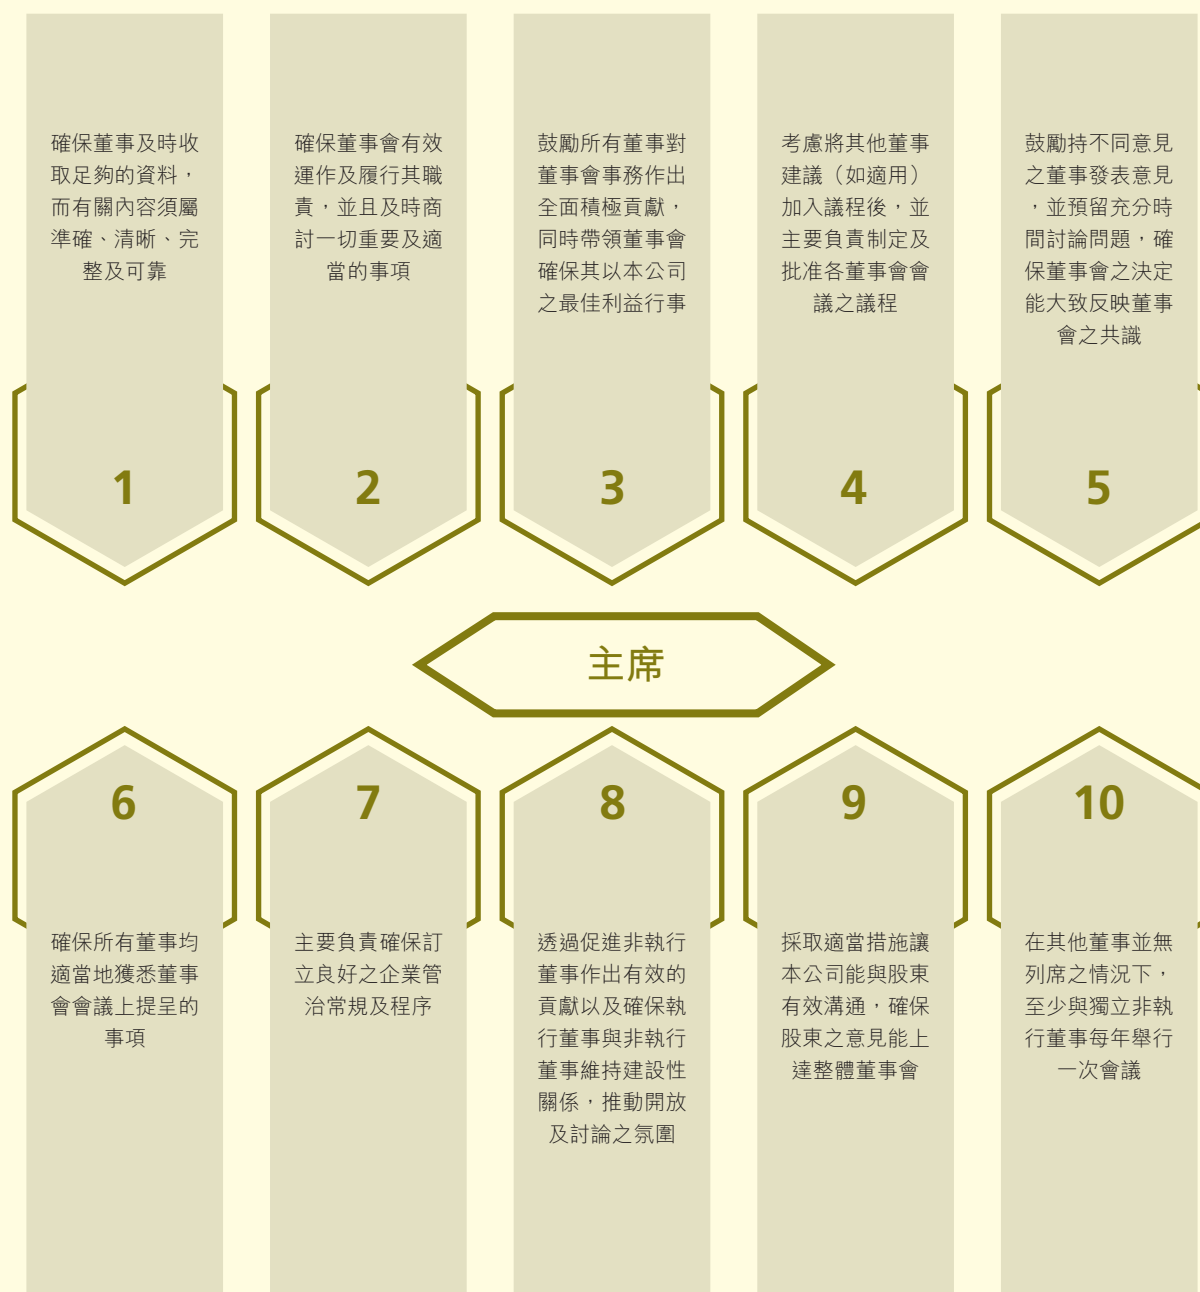 確保董事及時收
取足夠的資料，
而有關內容須屬
準確、清晰、完
整及可靠
1
確保董事會有效
運作及履行其職
責，並且及時商
討一切重要及適
當的事項
2
鼓勵所有董事對
董事會事務作出
全面積極貢獻，
同時帶領董事會
確保其以本公司
之最佳利益行事
3
考慮將其他董事
建議（如適用）
加入議程後，並
主要負責制定及
批准各董事會會
議之議程
4
鼓勵持不同意見
之董事發表意見
，並預留充分時
間討論問題，確
保董事會之決定
能大致反映董事
會之共識
5
主席
6
確保所有董事均
適當地獲悉董事
會會議上提呈的
事項
7
主要負責確保訂
立良好之企業管
治常規及程序
8
透過促進非執行
董事作出有效的
貢獻以及確保執
行董事與非執行
董事維持建設性
關係，推動開放
及討論之氛圍
9
採取適當措施讓
本公司能與股東
有效溝通，確保
股東之意見能上
達整體董事會
10
在其他董事並無
列席之情況下，
至少與獨立非執
行董事每年舉行
一次會議